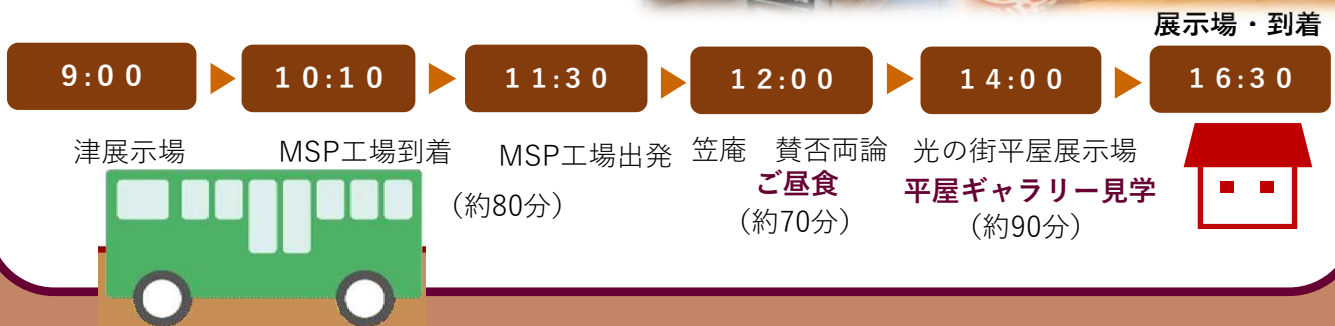 展示場・到着
9:00
10:10
11:30
12:00
14:00
16:30
津展示場
MSP工場到着
(約80分)
MSP工場出発
笠庵 賛否両論
ご昼食
(約70分)
光の街平屋展示場
平屋ギャラリー見学
(約90分)